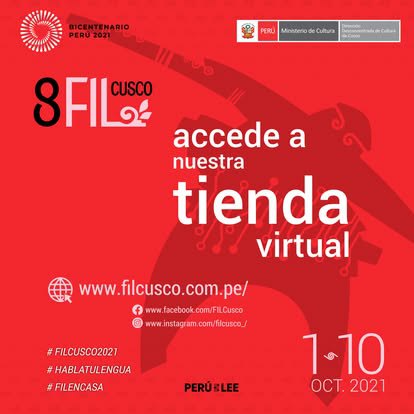 BICENTENARIO
PERÚ 2021
PERÚ
Ministerio de Cultura
Dirección
Desconcentrada de Cultura
de Cusco
8FIL CUSCO
accede a
nuestra
tienda
virtual
www.filcusco.com.pe/
www.facebook.com/FILCusco
www.instagram.com/filcusco_/
# FILCUSCO2021
# HABLATULENGUA
# FILENCASA
PERÚ LEE
1 10
OCT. 2021